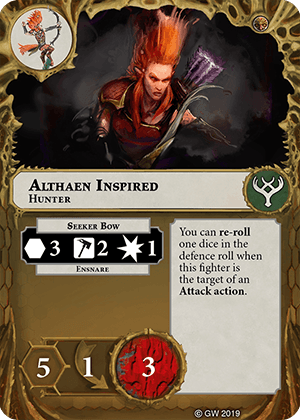 ALTHAEN INSPIRED
HUNTER
SEEKER BOW
3 2 1
ENSNARE
You can re-roll
one dice in the
defence roll when
this fighter is
the target of an
Attack action.
5 1 3
© GW 2019